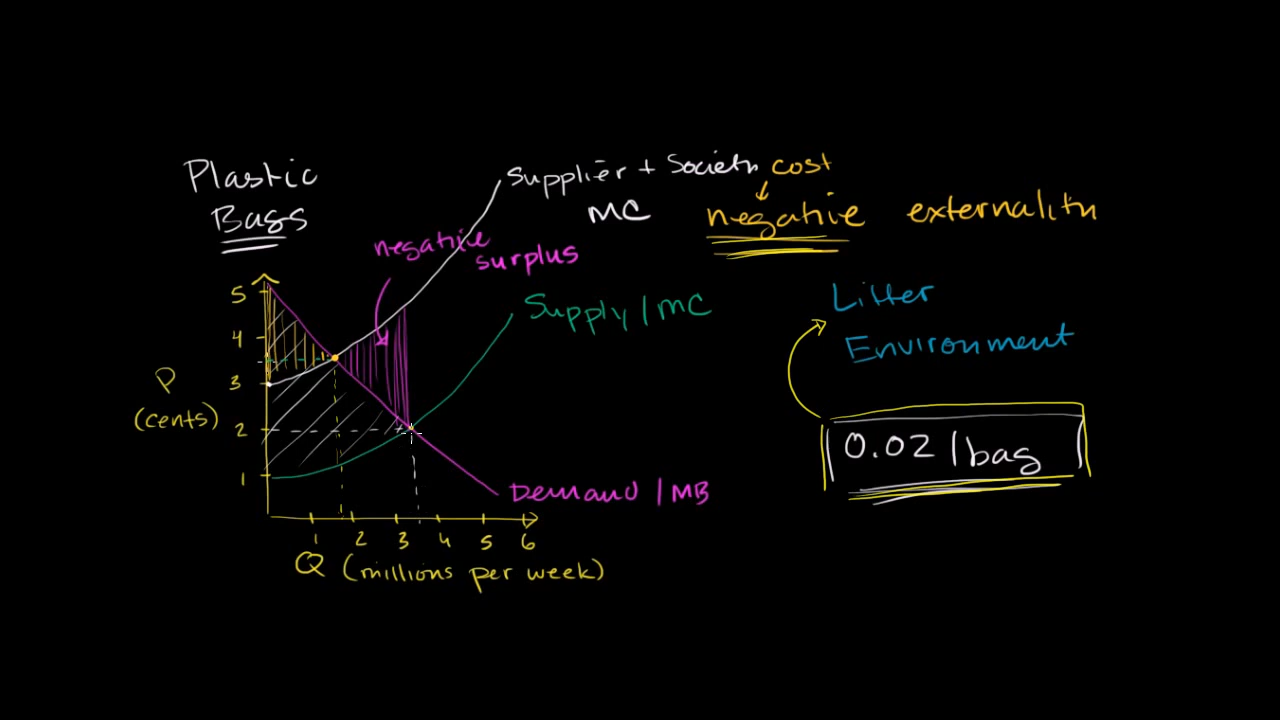 Plastic
Bags
Supplier + Society cost
MC
negative externality
negative
surplus
Litter
Environment
Supply / MC
5
4
3
2
1
P
(cents)
0.02 / bag
Demand / MB
1 2 3 4 5 6
Q (millions per week)